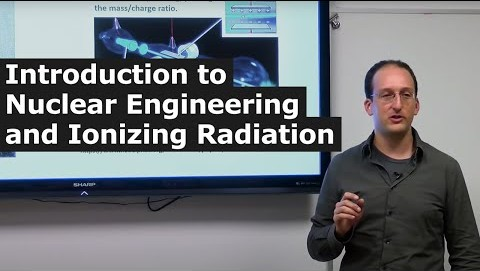 the mass/charge ratio.
Introduction to
Nuclear Engineering
and Ionizing Radiation
SHARP